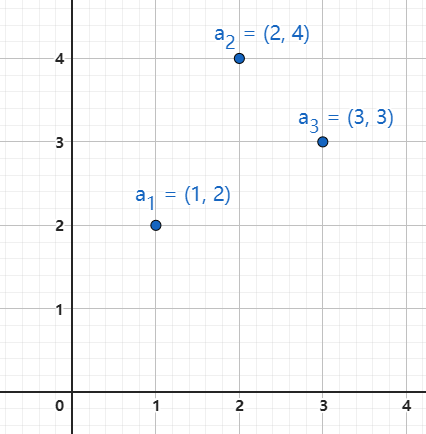 a₂ = (2, 4)
4
a₃ = (3, 3)
3
a₁ = (1, 2)
2
1
0 1 2 3 4